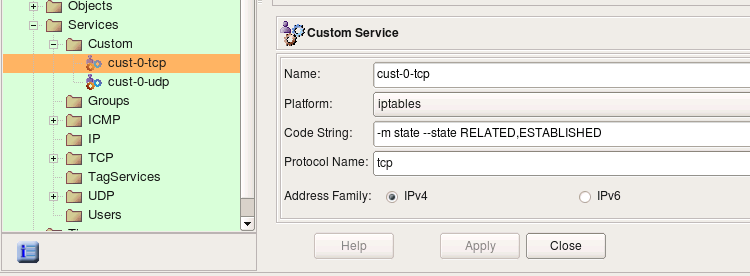 Objects
Services
Custom
cust-0-tcp
cust-0-udp
Groups
ICMP
IP
TCP
TagServices
UDP
Users
Custom Service
Name: cust-0-tcp
Platform: iptables
Code String: -m state --state RELATED,ESTABLISHED
Protocol Name: tcp
Address Family: IPv4 IPv6
Help Apply Close